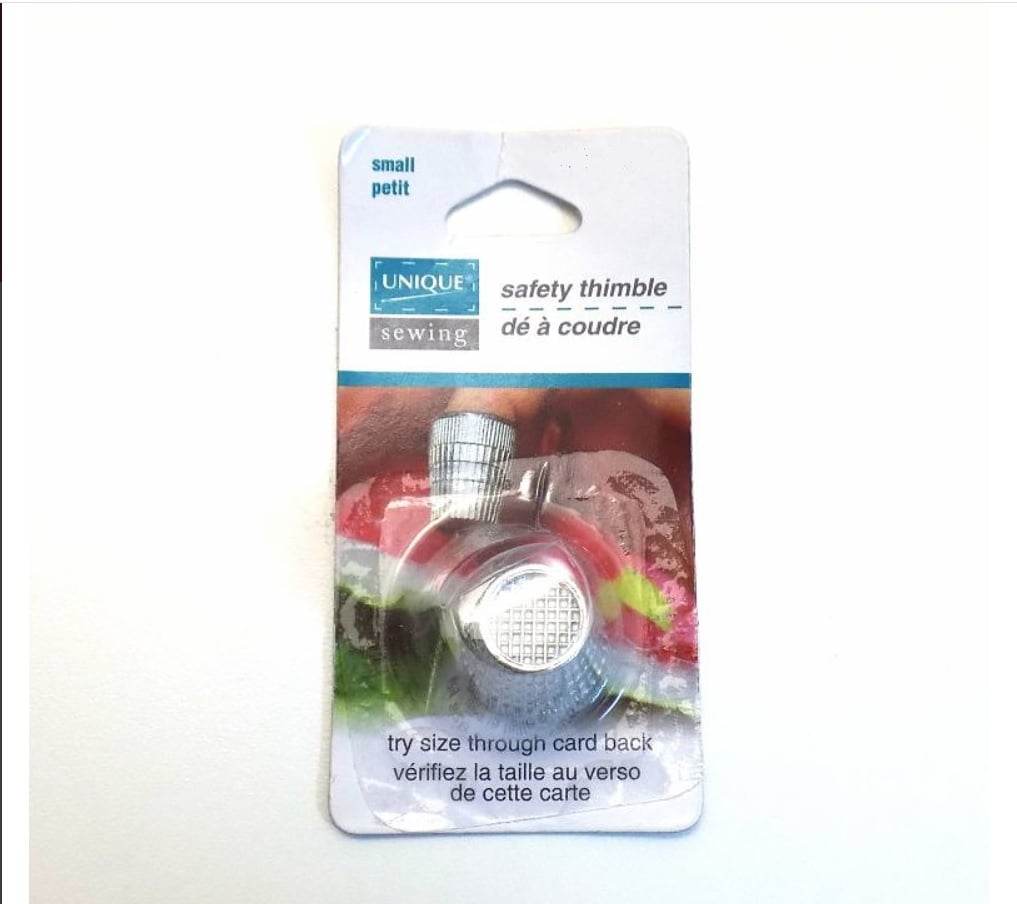 small
petit
UNIQUE
sewing
safety thimble
dé à coudre
try size through card back
vérifiez la taille au verso
de cette carte